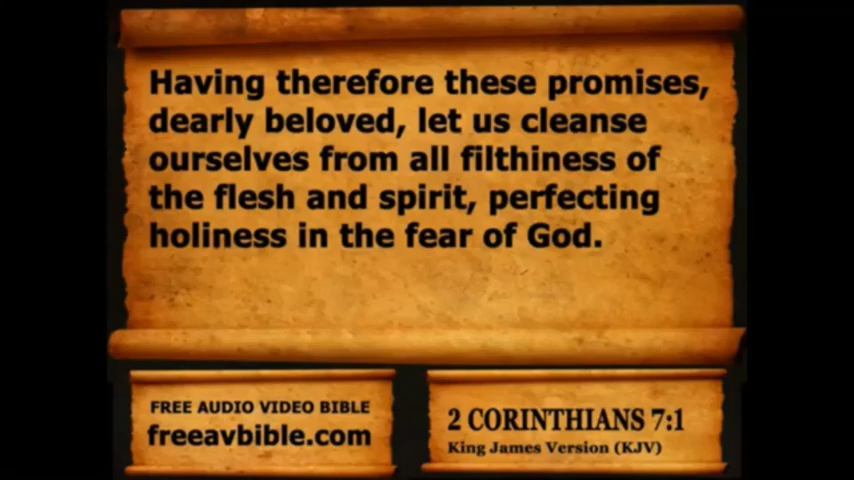 Having therefore these promises,
dearly beloved, let us cleanse
ourselves from all filthiness of
the flesh and spirit, perfecting
holiness in the fear of God.
FREE AUDIO VIDEO BIBLE
freeavbible.com
2 CORINTHIANS 7:1
King James Version (KJV)